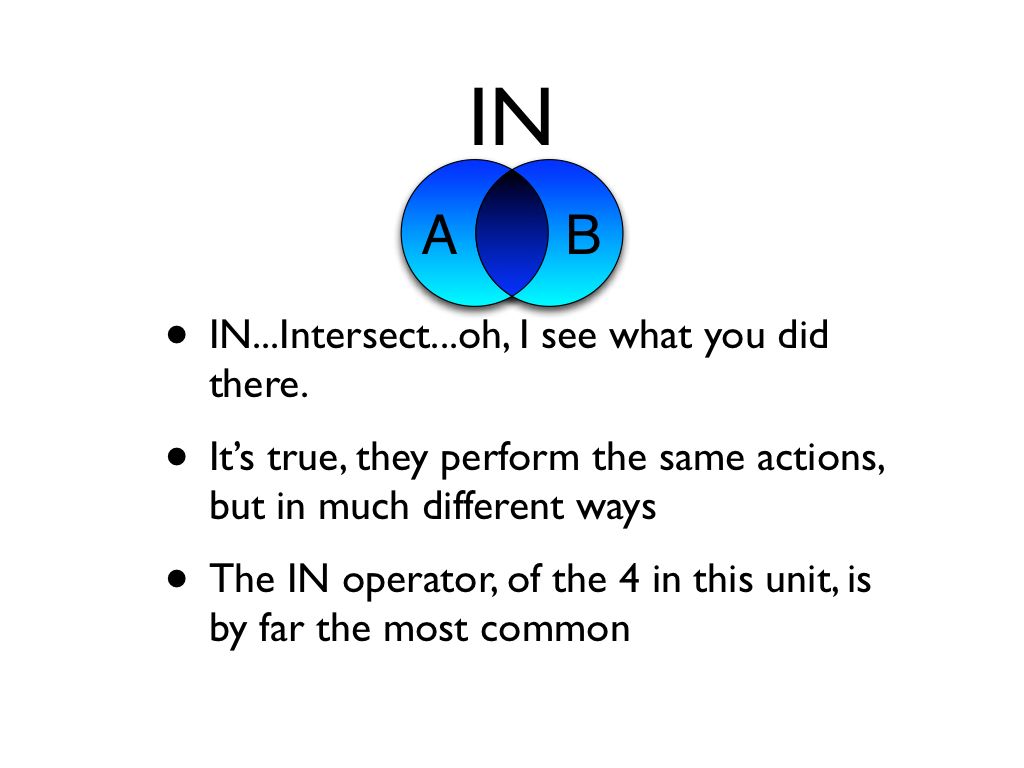 IN
A B
• IN...Intersect...oh, I see what you did
there.
• It’s true, they perform the same actions,
but in much different ways
• The IN operator, of the 4 in this unit, is
by far the most common